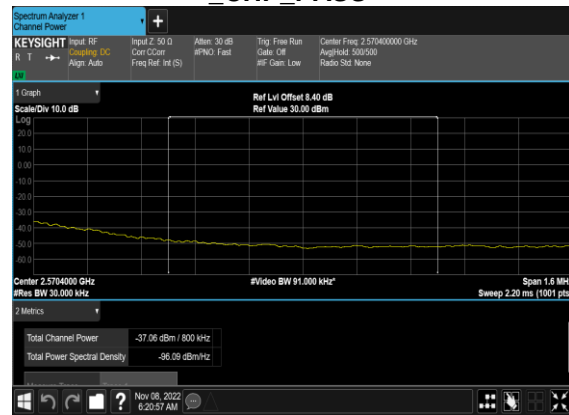 Spectrum Analyzer 1
Channel Power
+
KEYSIGHT Input: RF Input Z: 50 Ω Atten: 30 dB Trig: Free Run Center Freq: 2.570400000 GHz
R T Coupling: DC Corr CCorr #PNO: Fast Gate: Off Avg|Hold: 500/500
Align: Auto Freq Ref: Int (S) #IF Gain: Low Radio Std: None
1 Graph
Ref Lvl Offset 8.40 dB
Scale/Div 10.0 dB Ref Value 30.00 dBm
Log
20.0
10.0
0.00
-10.0
-20.0
-30.0
-40.0
-50.0
-60.0
Center 2.5704000 GHz #Video BW 91.000 kHz* Span 1.6 MH
#Res BW 30.000 kHz Sweep 2.20 ms (1001 pts
2 Metrics
Total Channel Power -37.06 dBm / 800 kHz
Total Power Spectral Density -96.09 dBm/Hz
? Nov 08, 2022
6:20:57 AM